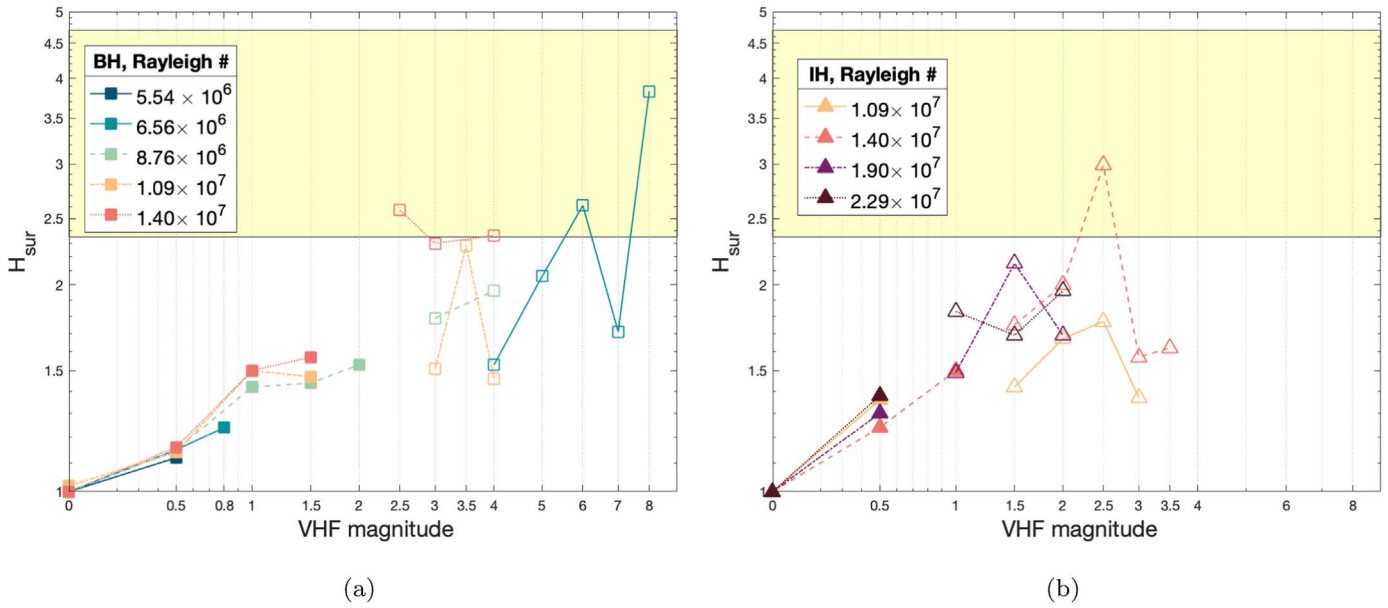 5
4.5
4
3.5
3
2.5
2
1.5
1
H_sur
BH, Rayleigh #
5.54 × 10^6
6.56× 10^6
8.76× 10^6
1.09× 10^7
1.40× 10^7
0 0.5 0.8 1 1.5 2 2.5 3 3.5 4 5 6 7 8
VHF magnitude
(a)
5
4.5
4
3.5
3
2.5
2
1.5
1
H_sur
IH, Rayleigh #
1.09× 10^7
1.40× 10^7
1.90× 10^7
2.29× 10^7
0 0.5 1 1.5 2 2.5 3 3.5 4 6 8
VHF magnitude
(b)